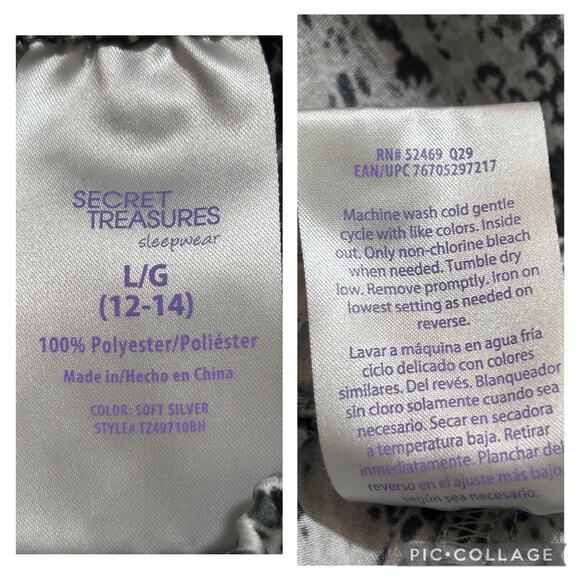 SECRET
TREASURES
sleepwear
L/G
(12-14)
100% Polyester/Poliéster
Made in/Hecho en China
COLOR: SOFT SILVER
STYLE# TZ49710BH
RN# 52469 Q29
EAN/UPC 76705297217
Machine wash cold gentle
cycle with like colors. Inside
out. Only non-chlorine bleach
when needed. Tumble dry
low. Remove promptly. Iron on
lowest setting as needed on
reverse.
Lavar a máquina en agua fría
ciclo delicado con colores
similares. Del revés. Blanqueador
sin cloro solamente cuando sea
necesario. Secar en secadora
a temperatura baja. Retirar
inmediatamente. Planchar del
reverso en el ajuste más bajo
según sea necesario.
PIC•COLLAGE